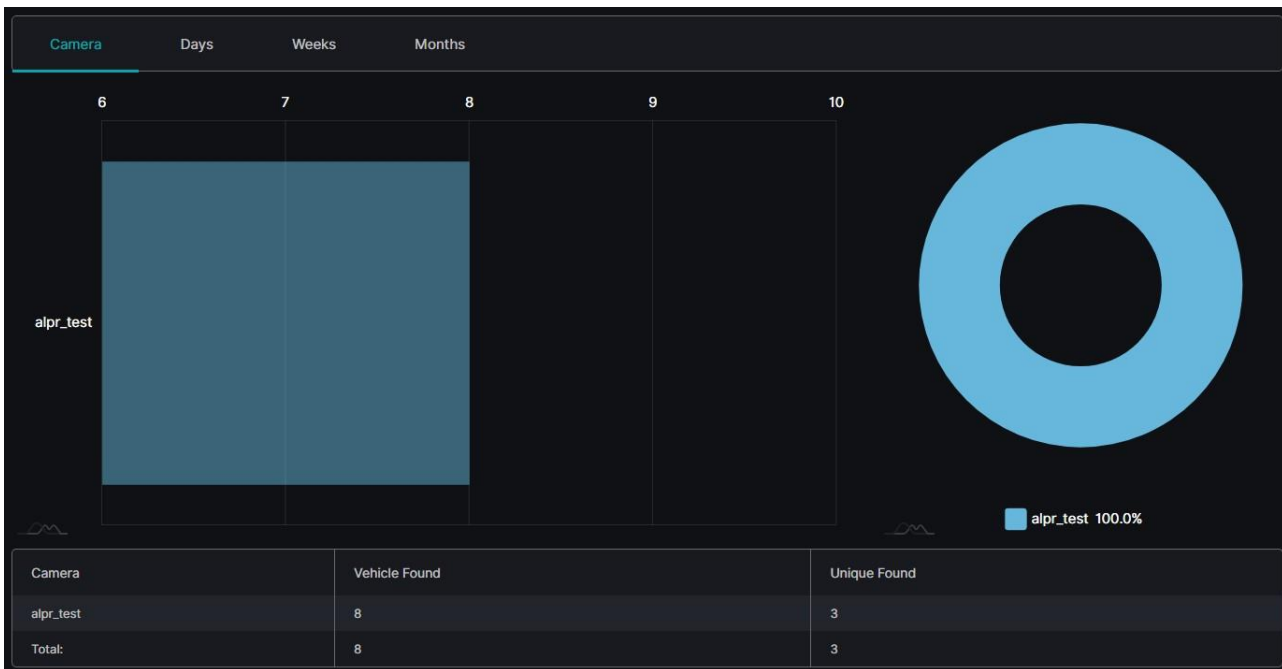 Camera Days Weeks Months
6 7 8 9 10
alpr_test
alpr_test 100.0%
Camera Vehicle Found Unique Found
alpr_test 8 3
Total: 8 3